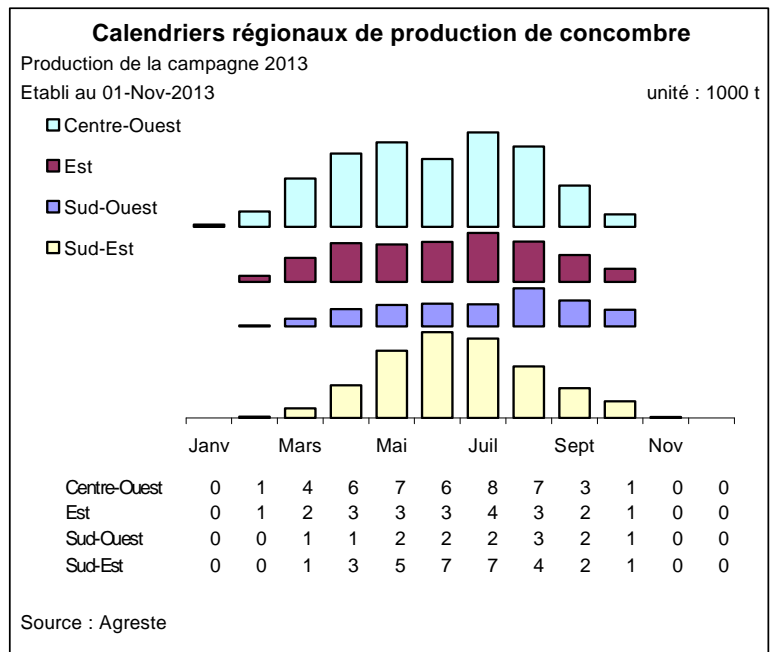 Calendriers régionaux de production de concombre
Production de la campagne 2013
Etabli au 01-Nov-2013 unité : 1000 t
Centre-Ouest
Est
Sud-Ouest
Sud-Est
Janv Mars Mai Juil Sept Nov
Centre-Ouest 0 1 4 6 7 6 8 7 3 1 0 0
Est 0 1 2 3 3 3 4 3 2 1 0 0
Sud-Ouest 0 0 1 1 2 2 2 3 2 1 0 0
Sud-Est 0 0 1 3 5 7 7 4 2 1 0 0
Source : Agreste